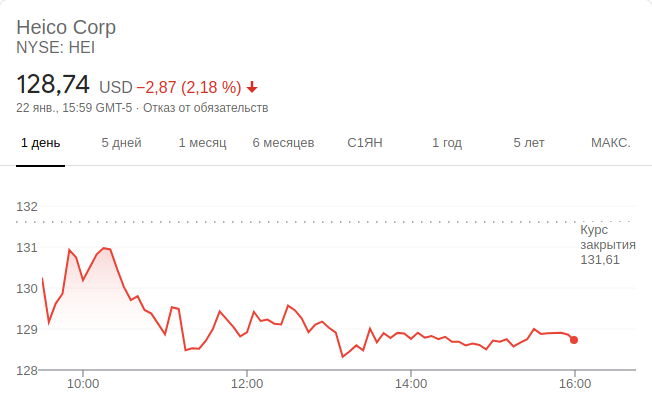 Heico Corp
NYSE: HEI
128,74 USD −2,87 (2,18 %)
22 янв., 15:59 GMT-5 · Отказ от обязательств
1 день 5 дней 1 месяц 6 месяцев С1ЯН 1 год 5 лет МАКС.
132
Курс
131
закрытия
131,61
130
129
128
10:00 12:00 14:00 16:00